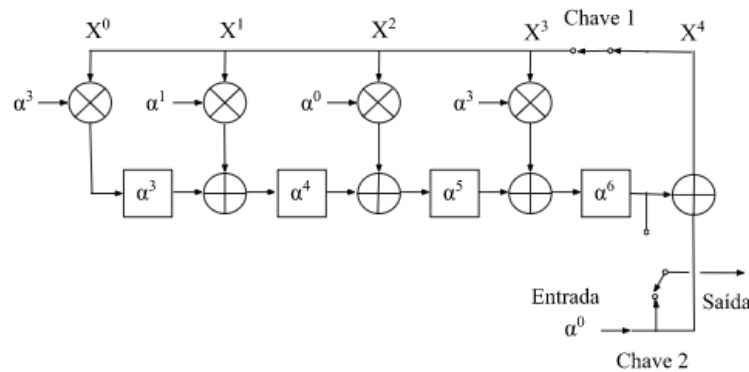 Chave 1
X⁰ X¹ X² X³ X⁴
α³ α¹ α⁰ α³
α³ α⁴ α⁵ α⁶
Entrada Saída
α⁰
Chave 2